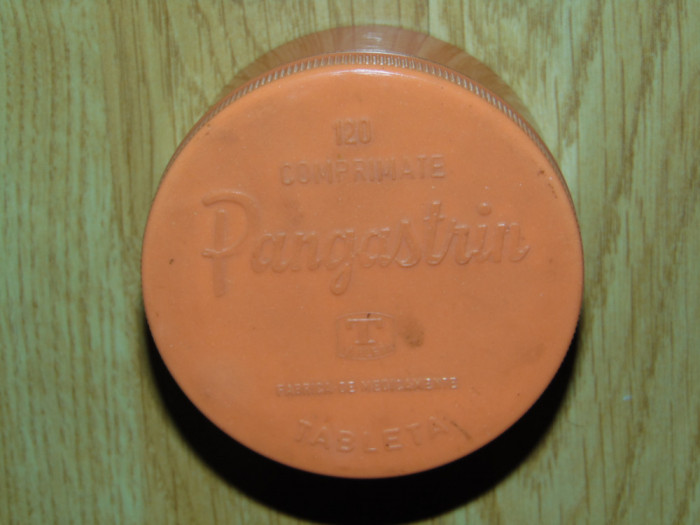 120
COMPRIMATE
Pangastrin
T
FABRICA DE MEDICAMENTE
TABLETA